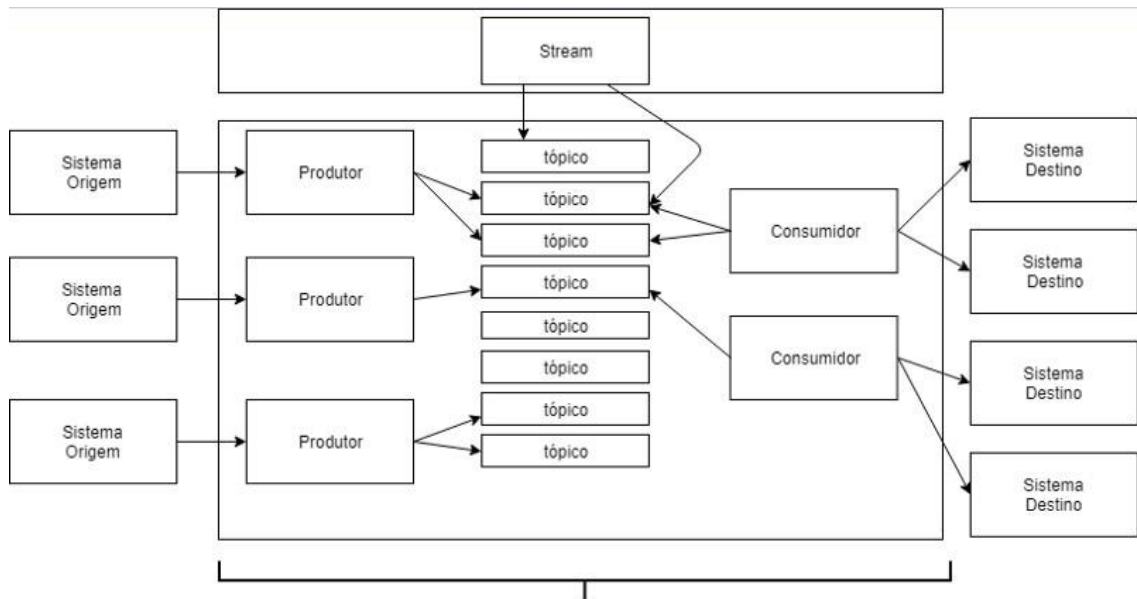 Stream
Sistema
Origem
Produtor
tópico
tópico
tópico
Consumidor
Sistema
Destino
Sistema
Destino
Sistema
Origem
Produtor
tópico
tópico
tópico
Consumidor
Sistema
Destino
Sistema
Origem
Produtor
tópico
tópico
Sistema
Destino